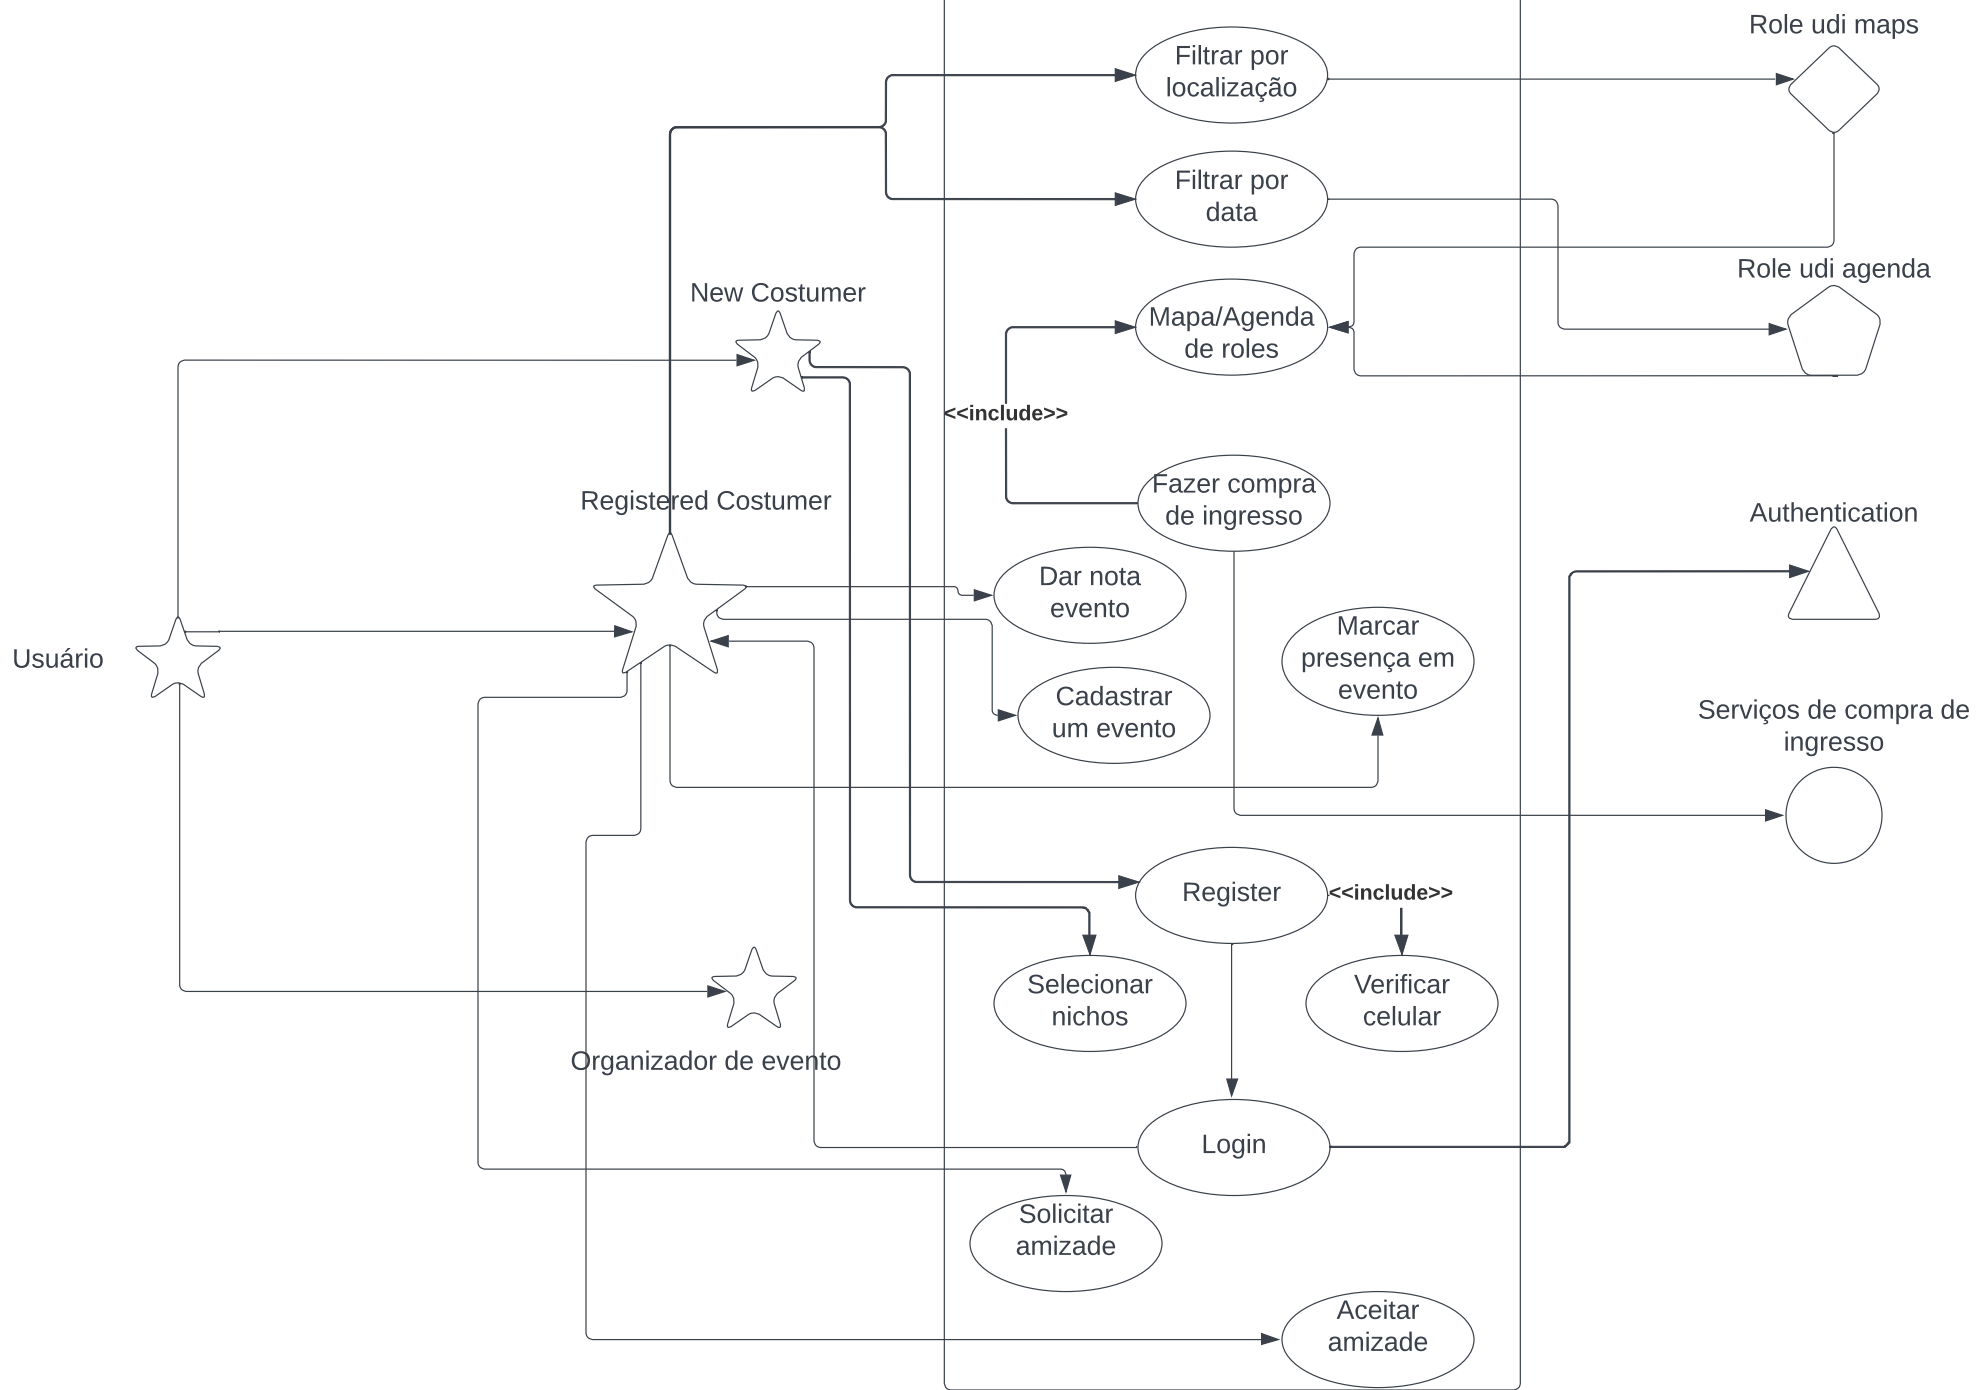 Role udi maps
Filtrar por
localização
Filtrar por
data
Role udi agenda
New Costumer
Mapa/Agenda
de roles
<<include>>
Fazer compra
de ingresso
Registered Costumer
Authentication
Dar nota
evento
Marcar
presença em
evento
Usuário
Cadastrar
um evento
Serviços de compra de
ingresso
Register
<<include>>
Selecionar
nichos
Verificar
celular
Organizador de evento
Login
Solicitar
amizade
Aceitar
amizade